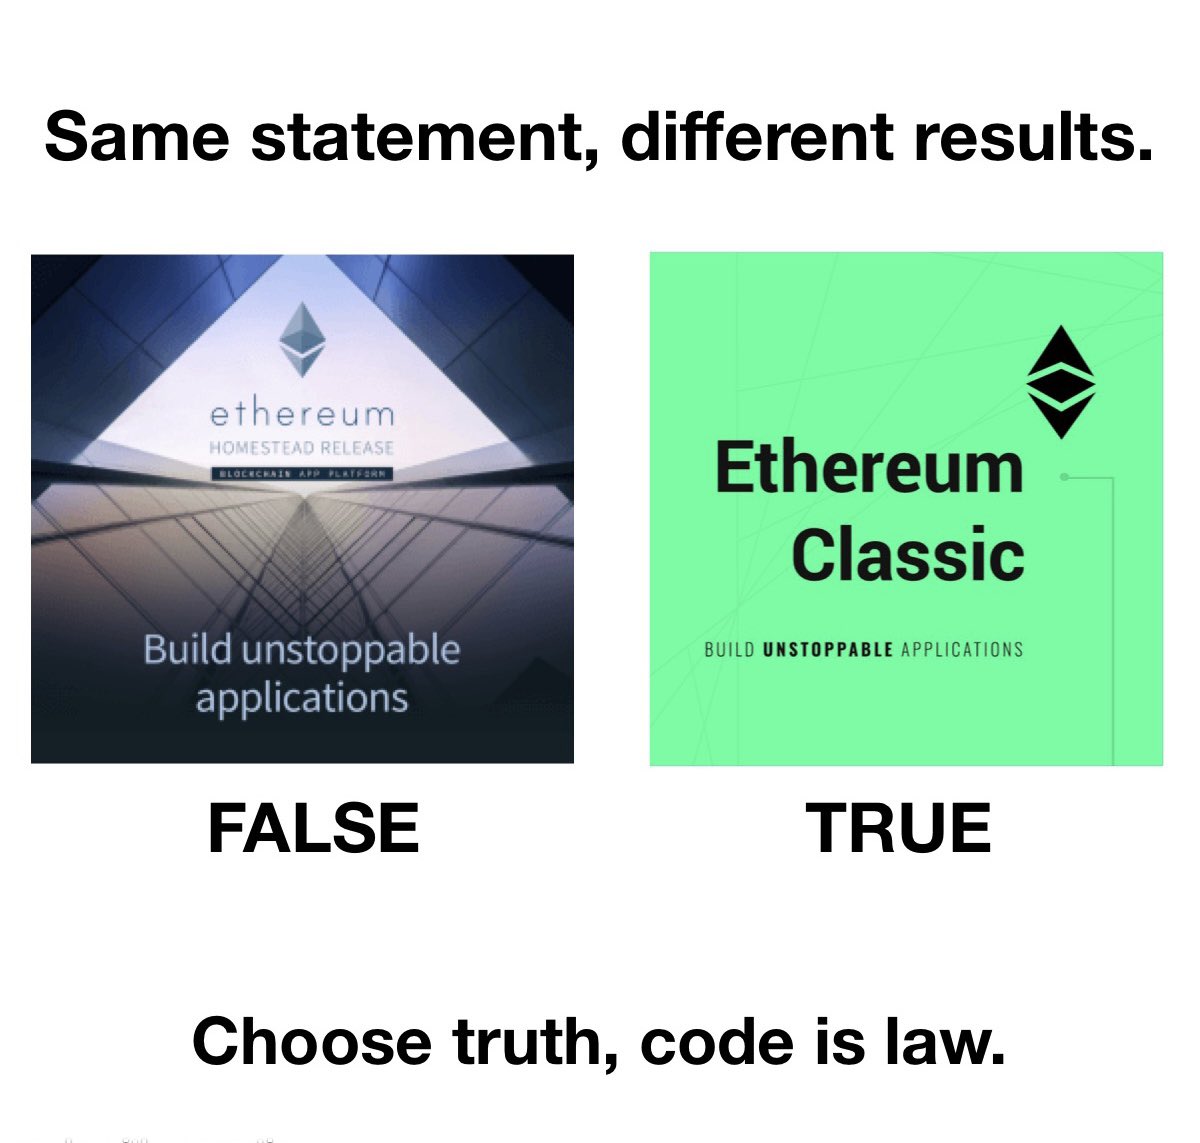 Same statement, different results.
ethereum
HOMESTEAD RELEASE
BLOCKCHAIN APP PLATFORM
Build unstoppable
applications
Ethereum
Classic
BUILD UNSTOPPABLE APPLICATIONS
FALSE
TRUE
Choose truth, code is law.